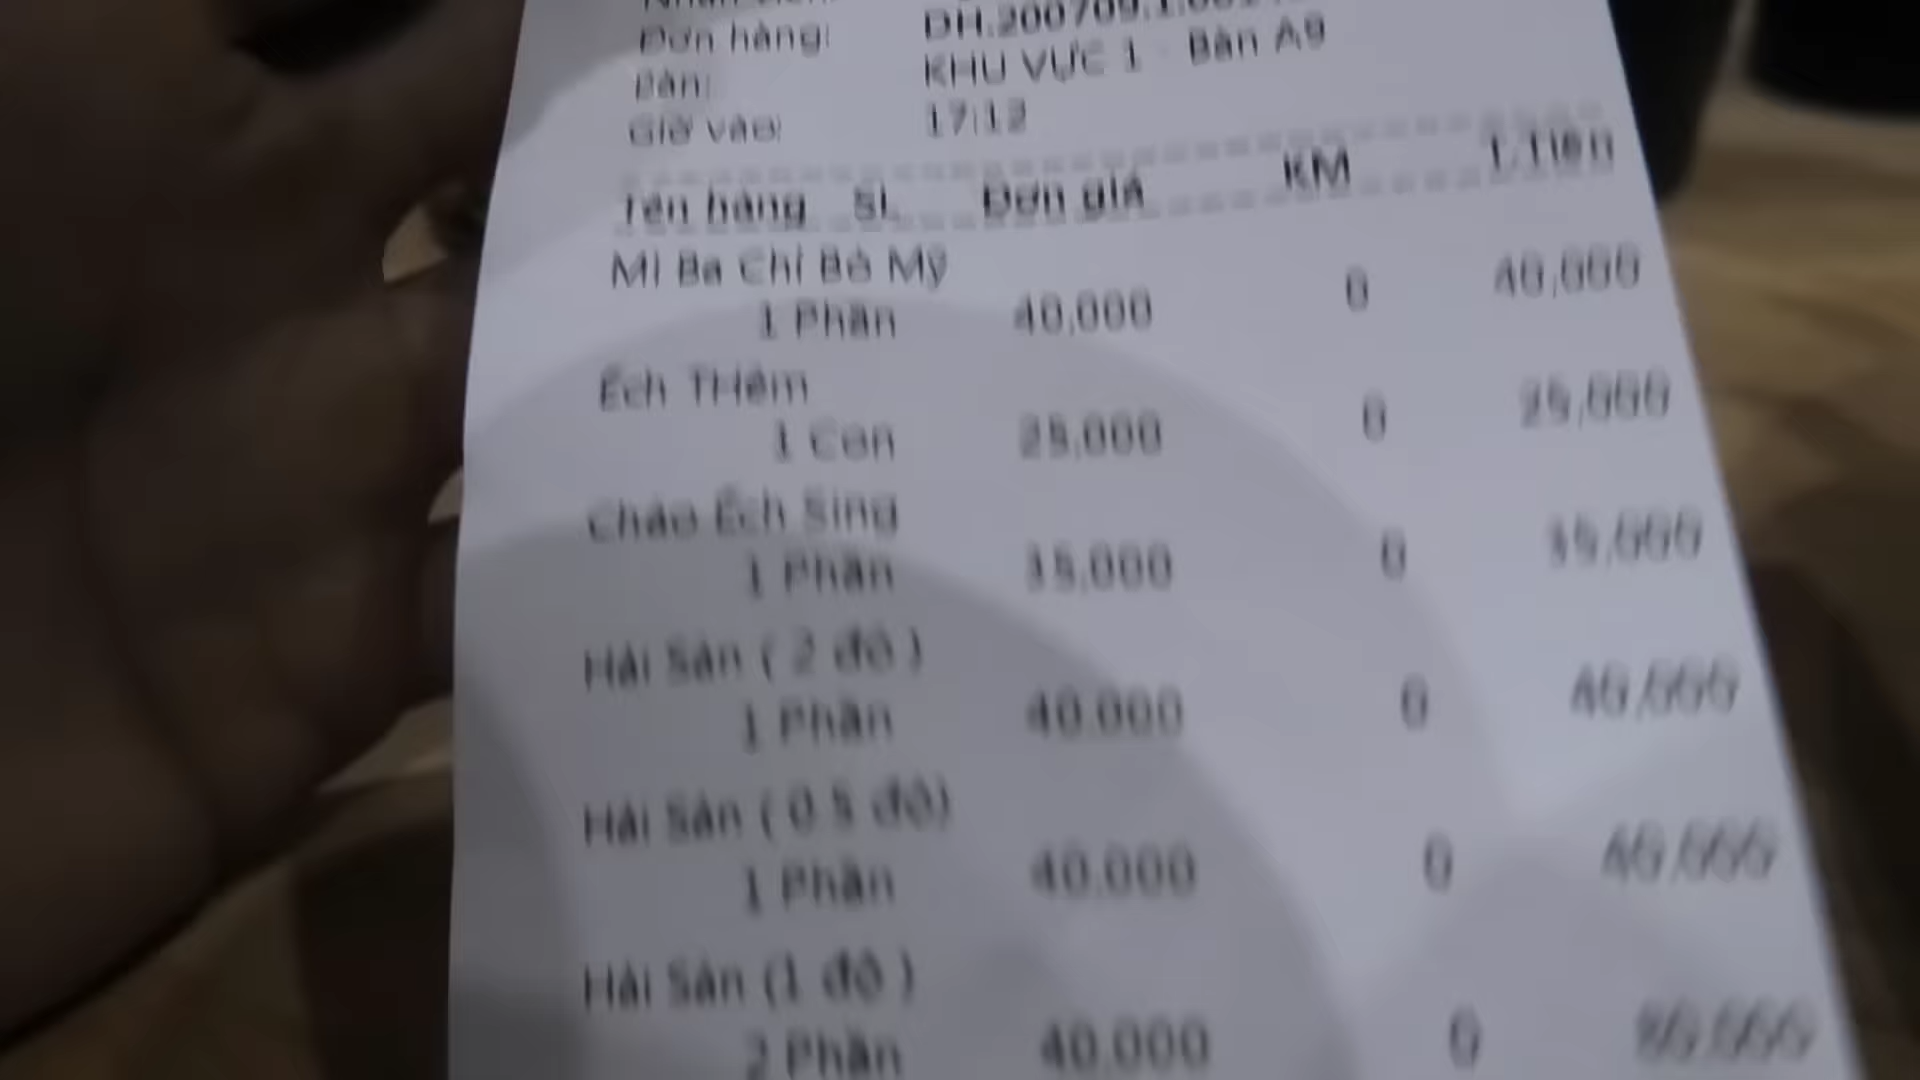 Đơn hàng:
Bàn: KHU VỰC 1 - Bàn A9
Giờ vào: 17:12
Tên hàng SL Đơn giá KM T.Tiền
Mì Ba Chỉ Bò Mỹ
1 Phần 40,000 0 40,000
Ếch THêm
1 Con 25,000 0 25,000
Cháo Ếch Sing
1 Phần 35,000 0 35,000
Hải Sản ( 2 độ )
1 Phần 40,000 0 40,000
Hải Sản ( 0.5 độ)
1 Phần 40,000 0 40,000
Hải Sản (1 độ )
2 Phần 40,000 0 80,000